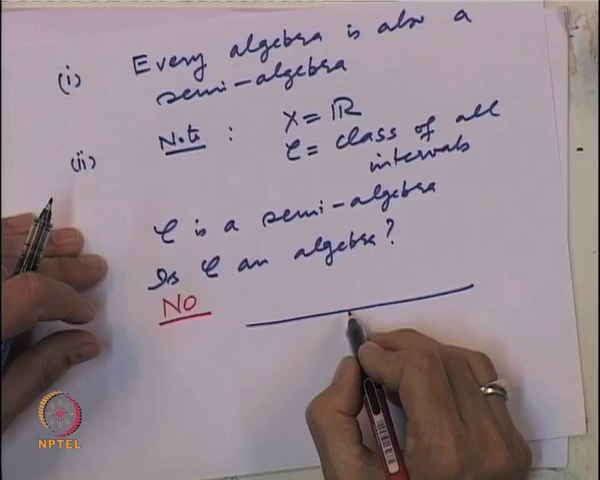 (i) Every algebra is also a
semi-algebra
(ii) Note : X = ℝ
C = class of all
intervals
C is a semi-algebra
Is C an algebra?
NO
NPTEL